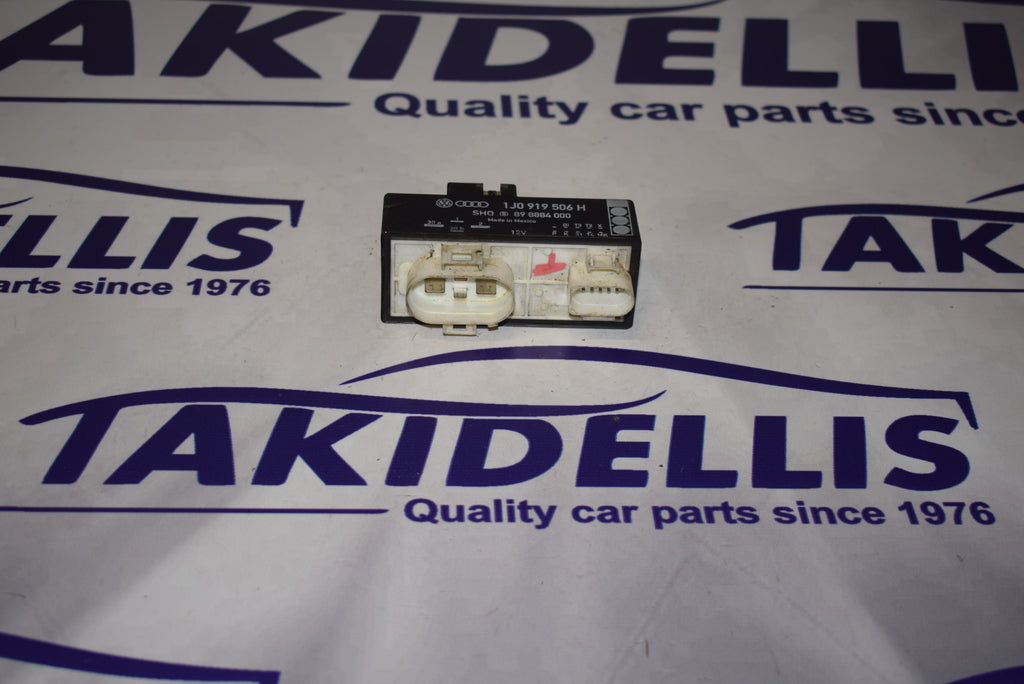 AKIDELLI
Quality car parts since
LLIS
arts since 1976
1J0 919 506 H
SHO 89 8884 000
Made in Mexico
12V
TAK
TAKIDELLIS
Quality car parts since 1976